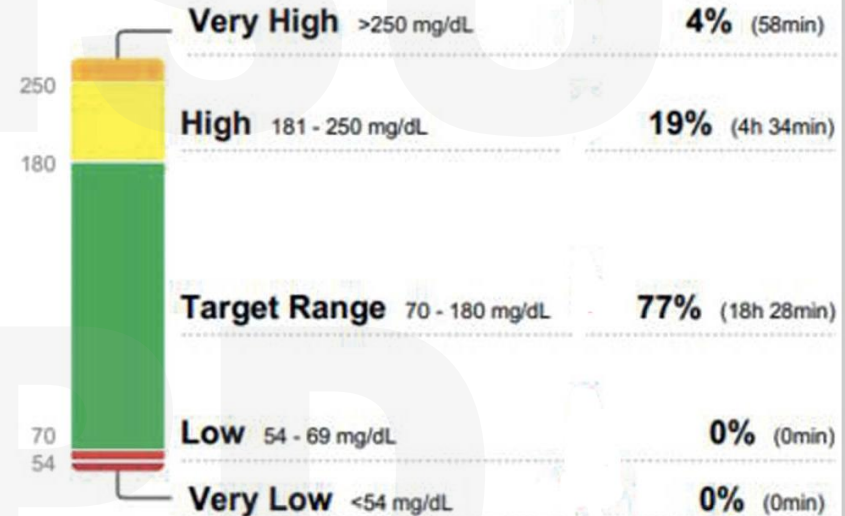 Very High >250 mg/dL 4% (58min)
250
High 181 - 250 mg/dL 19% (4h 34min)
180
Target Range 70 - 180 mg/dL 77% (18h 28min)
70
Low 54 - 69 mg/dL 0% (0min)
54
Very Low <54 mg/dL 0% (0min)